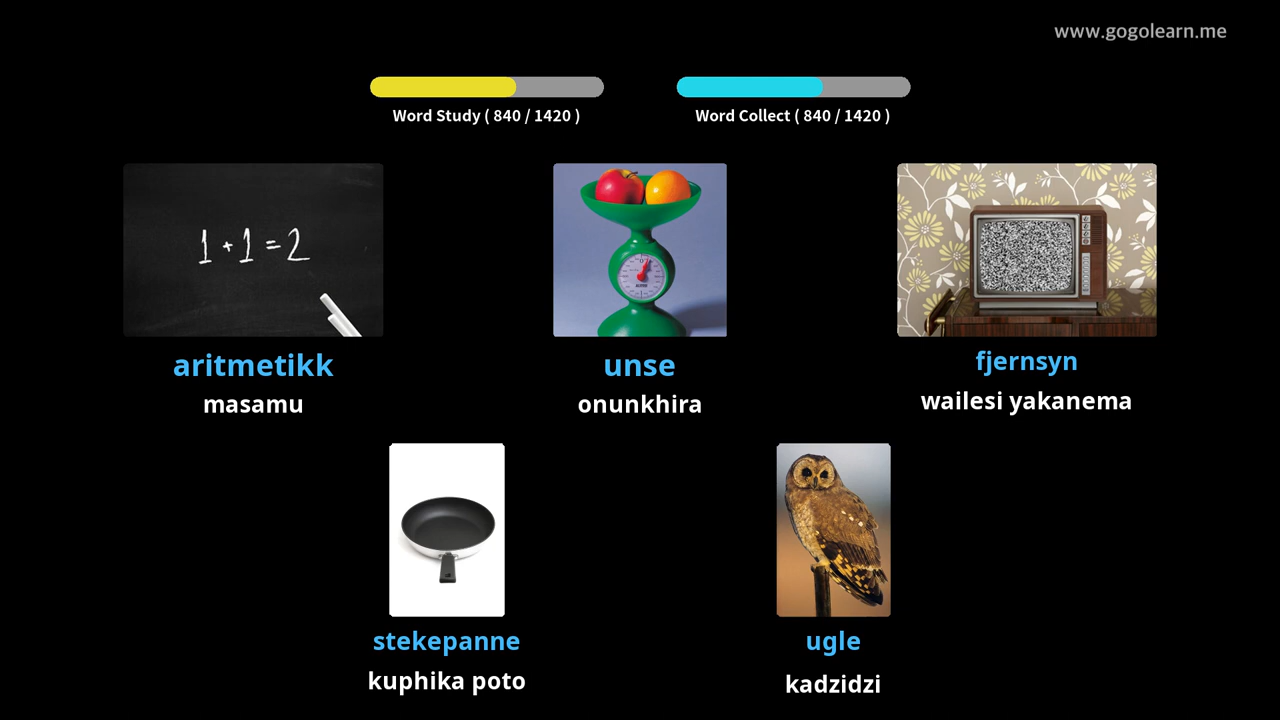 www.gogolearn.me
Word Study ( 840 / 1420 )
Word Collect ( 840 / 1420 )
1 + 1 = 2
aritmetikk
masamu
unse
onunkhira
fjernsyn
wailesi yakanema
stekepanne
kuphika poto
ugle
kadzidzi